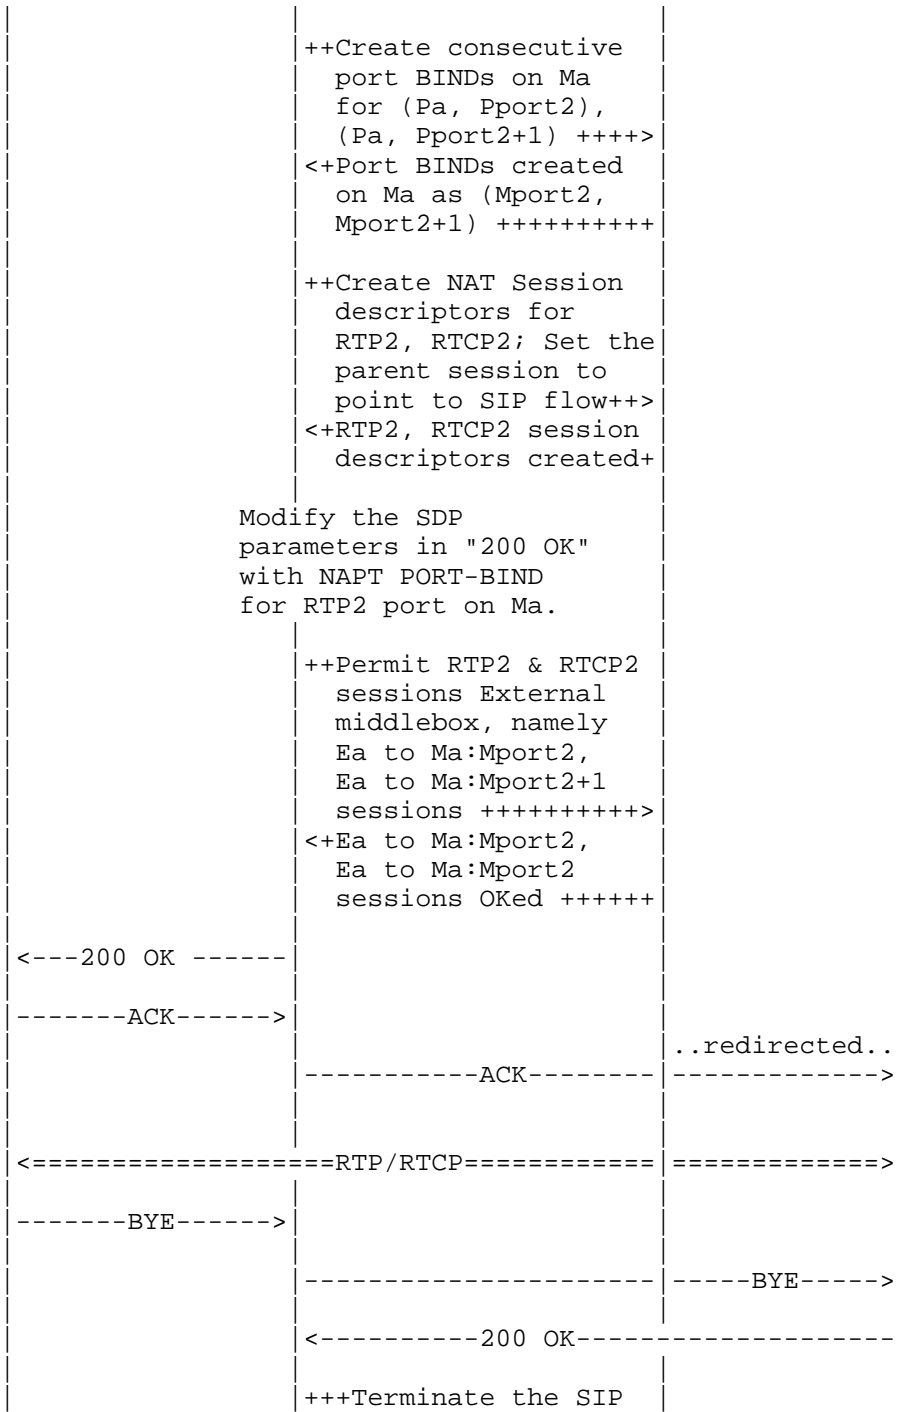 |                 |                      |
|                 |++Create consecutive  |
|                 |  port BINDs on Ma    |
|                 |  for (Pa, Pport2),   |
|                 |  (Pa, Pport2+1) ++++>|
|                 |<+Port BINDs created  |
|                 |  on Ma as (Mport2,   |
|                 |  Mport2+1) ++++++++++|
|                 |                      |
|                 |++Create NAT Session  |
|                 |  descriptors for     |
|                 |  RTP2, RTCP2; Set the|
|                 |  parent session to   |
|                 |  point to SIP flow++>|
|                 |<+RTP2, RTCP2 session |
|                 |  descriptors created+|
|                 |                      |
|             Modify the SDP             |
|             parameters in "200 OK"     |
|             with NAPT PORT-BIND        |
|             for RTP2 port on Ma.       |
|                 |                      |
|                 |++Permit RTP2 & RTCP2 |
|                 |  sessions External   |
|                 |  middlebox, namely   |
|                 |  Ea to Ma:Mport2,    |
|                 |  Ea to Ma:Mport2+1   |
|                 |  sessions ++++++++++>|
|                 |<+Ea to Ma:Mport2,    |
|                 |  Ea to Ma:Mport2     |
|                 |  sessions OKed ++++++|
|                 |                      |
|<---200 OK ------|                      |
|                 |                      |
|-------ACK------>|                      |
|                 |                      |..redirected..
|                 |-----------ACK--------|------------->
|                 |                      |
|                 |                      |
|<===================RTP/RTCP============|=============>
|                 |                      |
|-------BYE------>|                      |
|                 |                      |
|                 |----------------------|-----BYE----->
|                 |                      |
|                 |<----------200 OK--------------------
|                 |                      |
|                 |+++Terminate the SIP  |